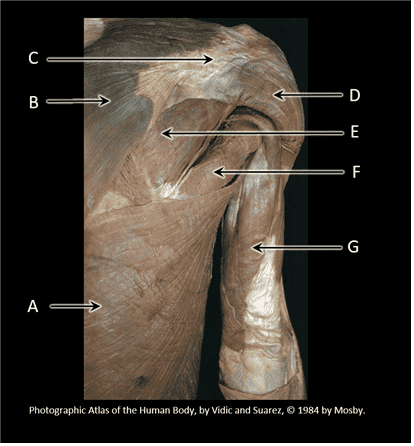 C
B
D
E
F
G
A
Photographic Atlas of the Human Body, by Vidic and Suarez, © 1984 by Mosby.